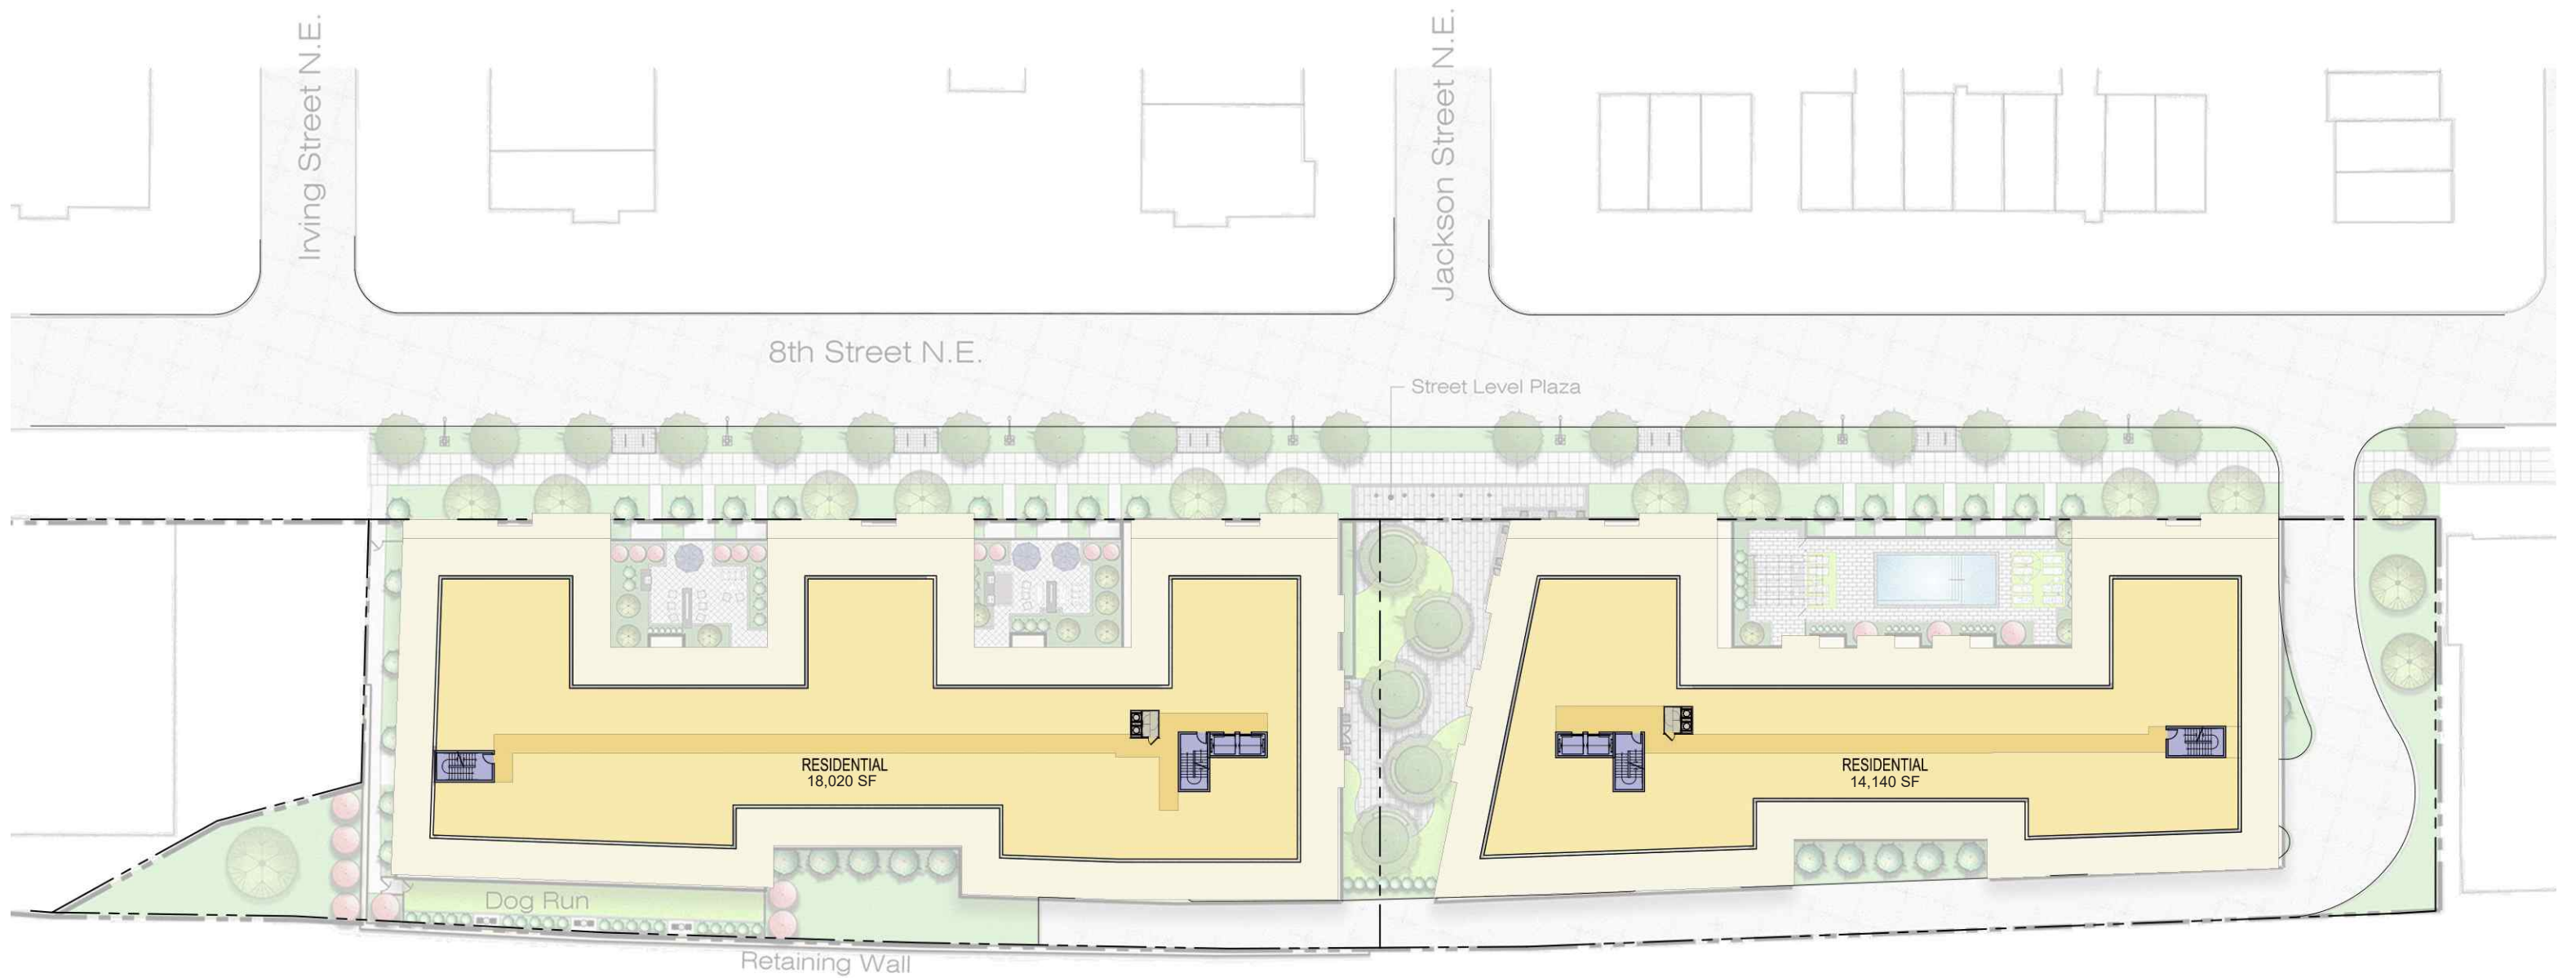 Irving Street N.E.
Jackson Street N.E.
8th Street N.E.
Street Level Plaza
RESIDENTIAL
18,020 SF
RESIDENTIAL
14,140 SF
Dog Run
Retaining Wall